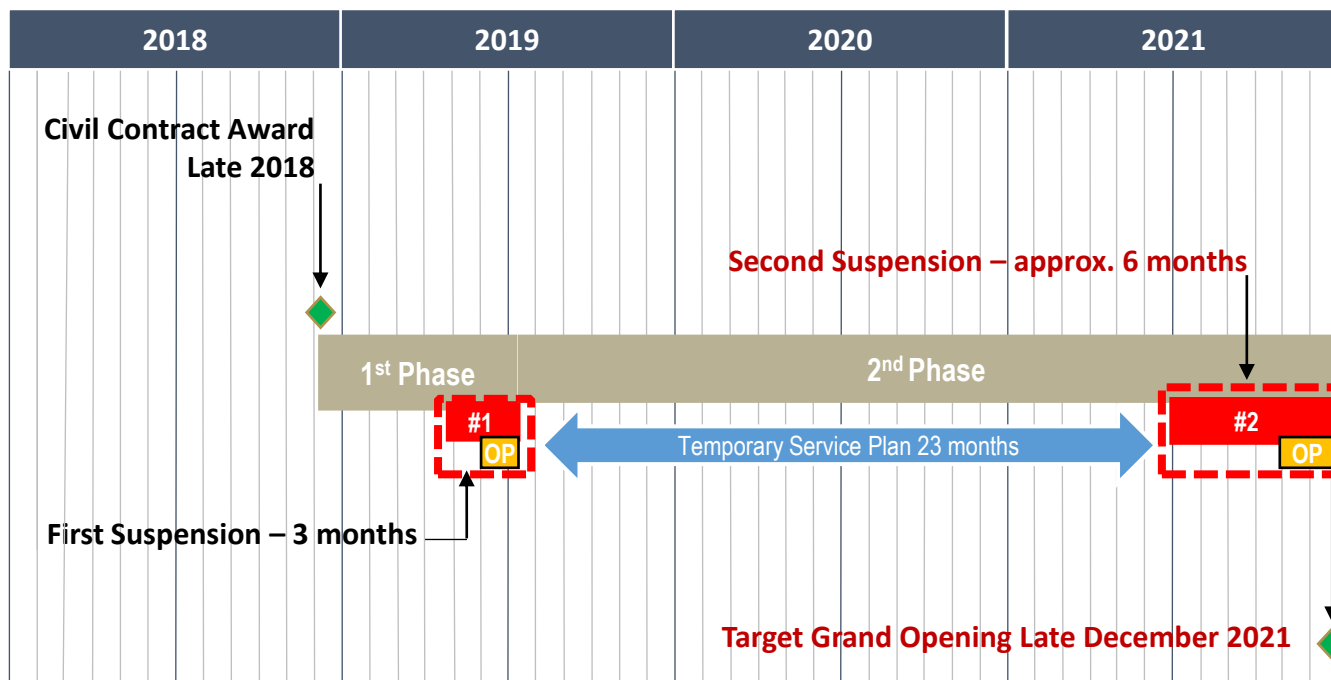 2018 2019 2020 2021
Civil Contract Award
Late 2018
Second Suspension – approx. 6 months
1st Phase
2nd Phase
#1
#2
OP
Temporary Service Plan 23 months
OP
First Suspension – 3 months
Target Grand Opening Late December 2021